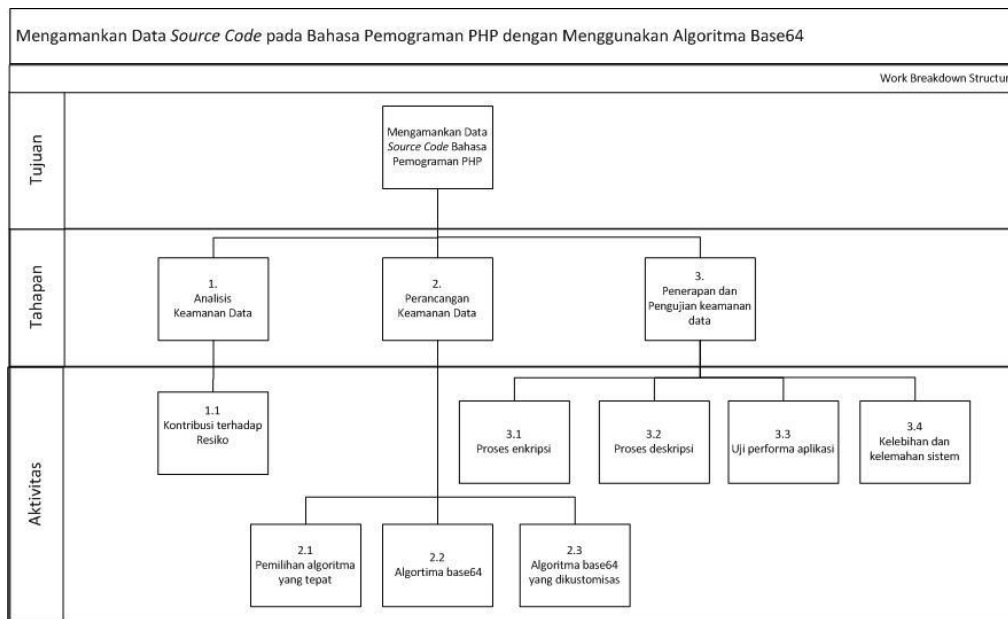 Mengamankan Data Source Code pada Bahasa Pemograman PHP dengan Menggunakan Algoritma Base64
Work Breakdown Structur
Tujuan
Mengamankan Data
Source Code Bahasa
Pemograman PHP
Tahapan
1.
Analisis
Keamanan Data
2.
Perancangan
Keamanan Data
3.
Penerapan dan
Pengujian keamanan
data
Aktivitas
1.1
Kontribusi terhadap
Resiko
3.1
Proses enkripsi
3.2
Proses deskripsi
3.3
Uji performa aplikasi
3.4
Kelebihan dan
kelemahan sistem
2.1
Pemilihan algoritma
yang tepat
2.2
Algortima base64
2.3
Algoritma base64
yang dikustomisas